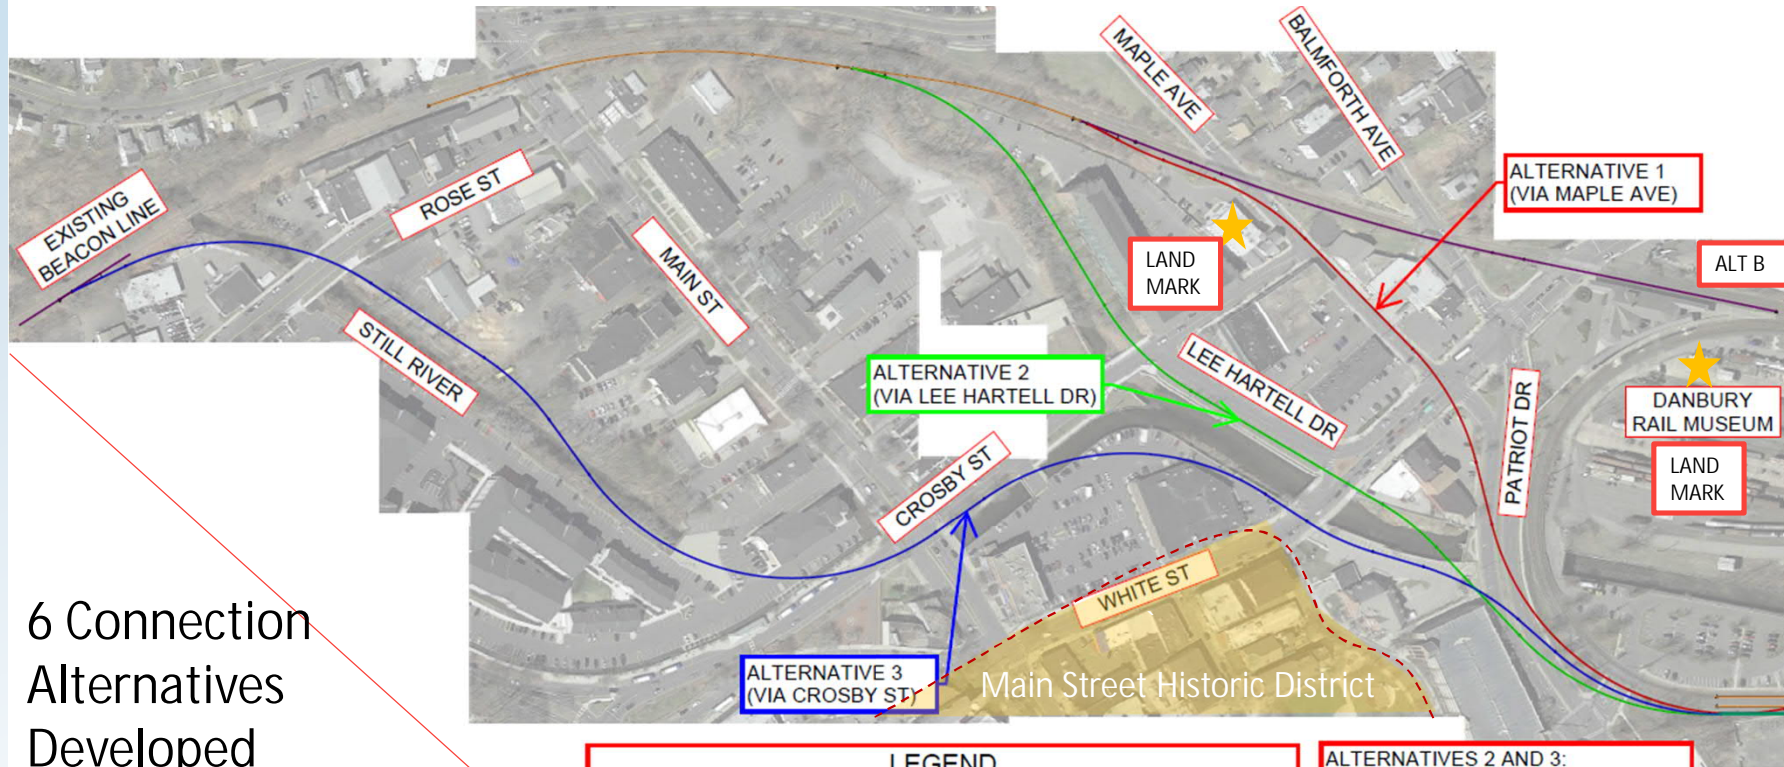 MAPLE AVE
BALMFORTH AVE
ALTERNATIVE 1
(VIA MAPLE AVE)
EXISTING
BEACON LINE
ROSE ST
MAIN ST
LAND
MARK
ALT B
STILL RIVER
ALTERNATIVE 2
(VIA LEE HARTELL DR)
LEE HARTELL DR
PATRIOT DR
DANBURY
RAIL MUSEUM
LAND
MARK
CROSBY ST
WHITE ST
ALTERNATIVE 3
(VIA CROSBY ST)
Main Street Historic District
6 Connection
Alternatives
Developed
LEGEND
ALTERNATIVES 2 AND 3: